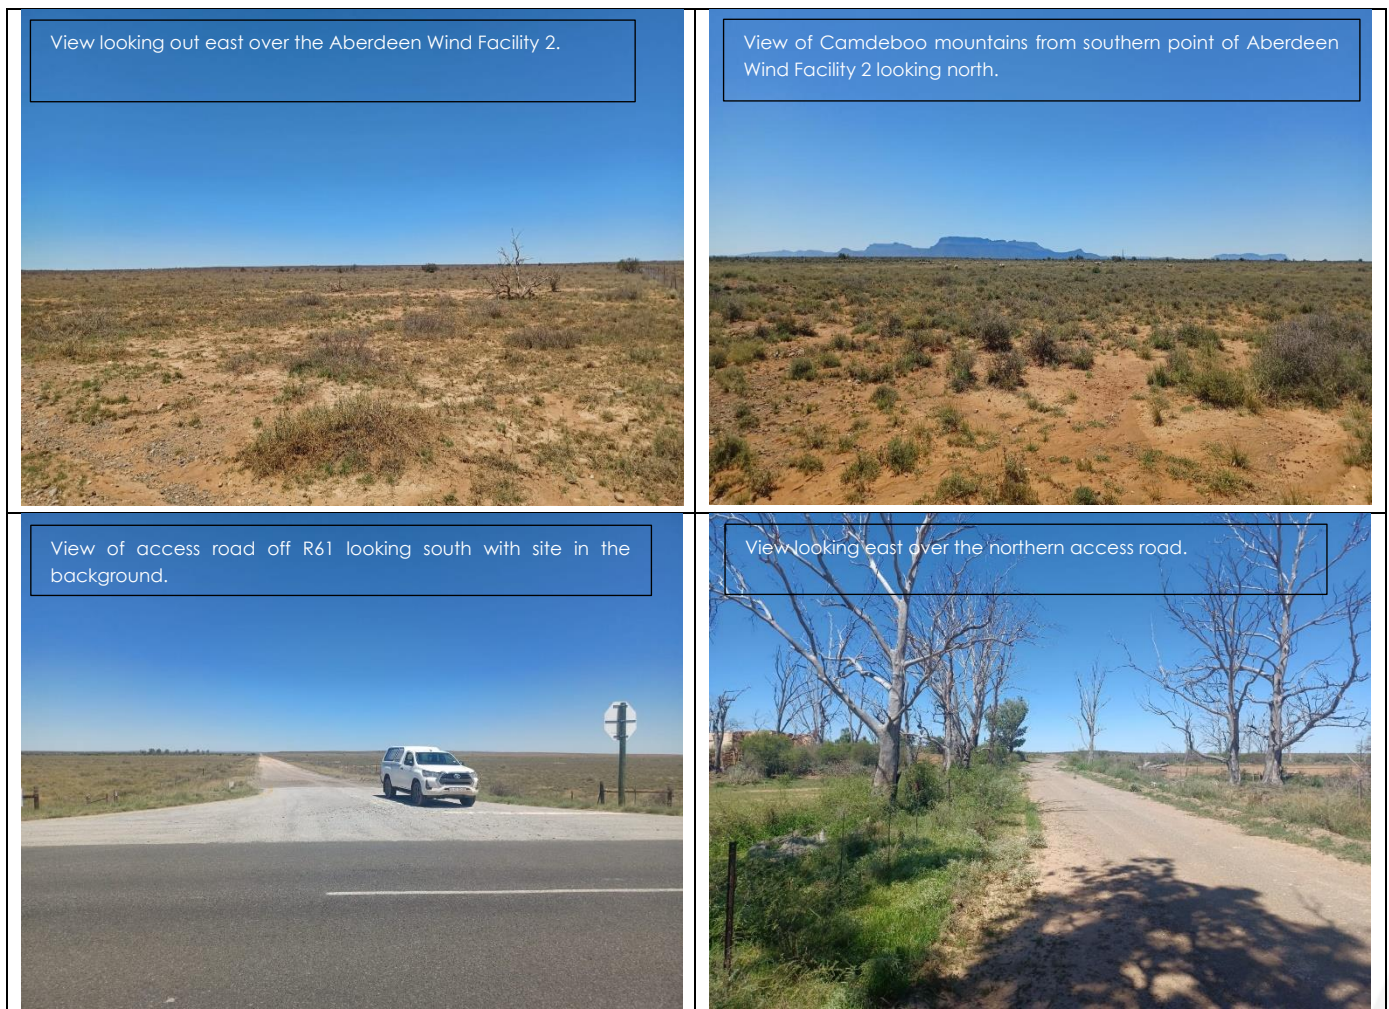 View looking out east over the Aberdeen Wind Facility 2.
View of Camdeboo mountains from southern point of Aberdeen
Wind Facility 2 looking north.
View of access road off R61 looking south with site in the
background.
View looking east over the northern access road.